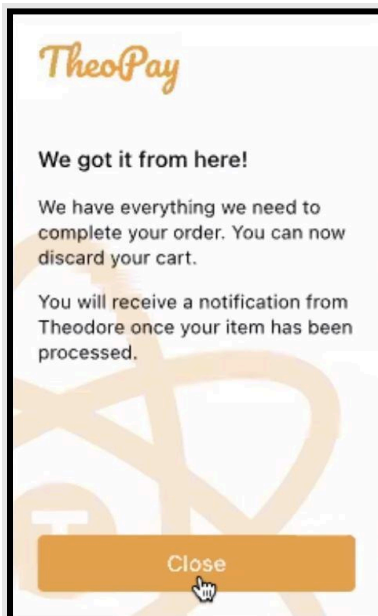 TheoPay
We got it from here!
We have everything we need to
complete your order. You can now
discard your cart.
You will receive a notification from
Theodore once your item has been
processed.
T
Close